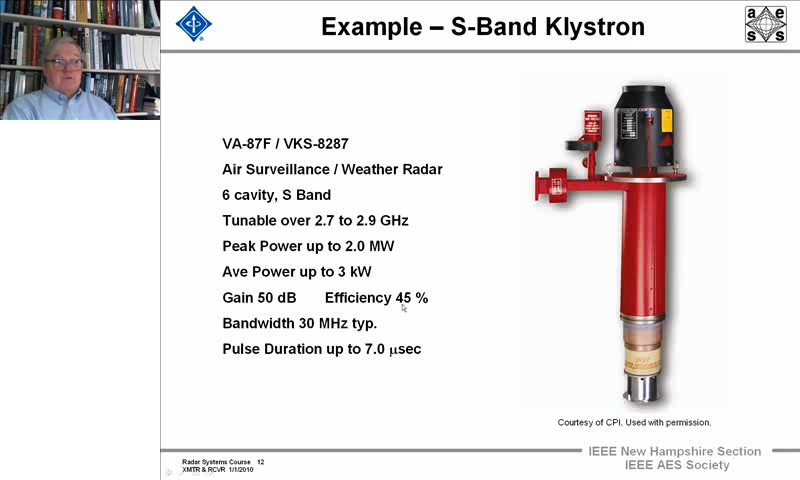 Example – S-Band Klystron
a e
s s
VA-87F / VKS-8287
Air Surveillance / Weather Radar
6 cavity, S Band
Tunable over 2.7 to 2.9 GHz
Peak Power up to 2.0 MW
Ave Power up to 3 kW
Gain 50 dB Efficiency 45 %
Bandwidth 30 MHz typ.
Pulse Duration up to 7.0 μsec
Courtesy of CPI, Used with permission.
Radar Systems Course 12
XMTR & RCVR 1/1/2010
IEEE New Hampshire Section
IEEE AES Society